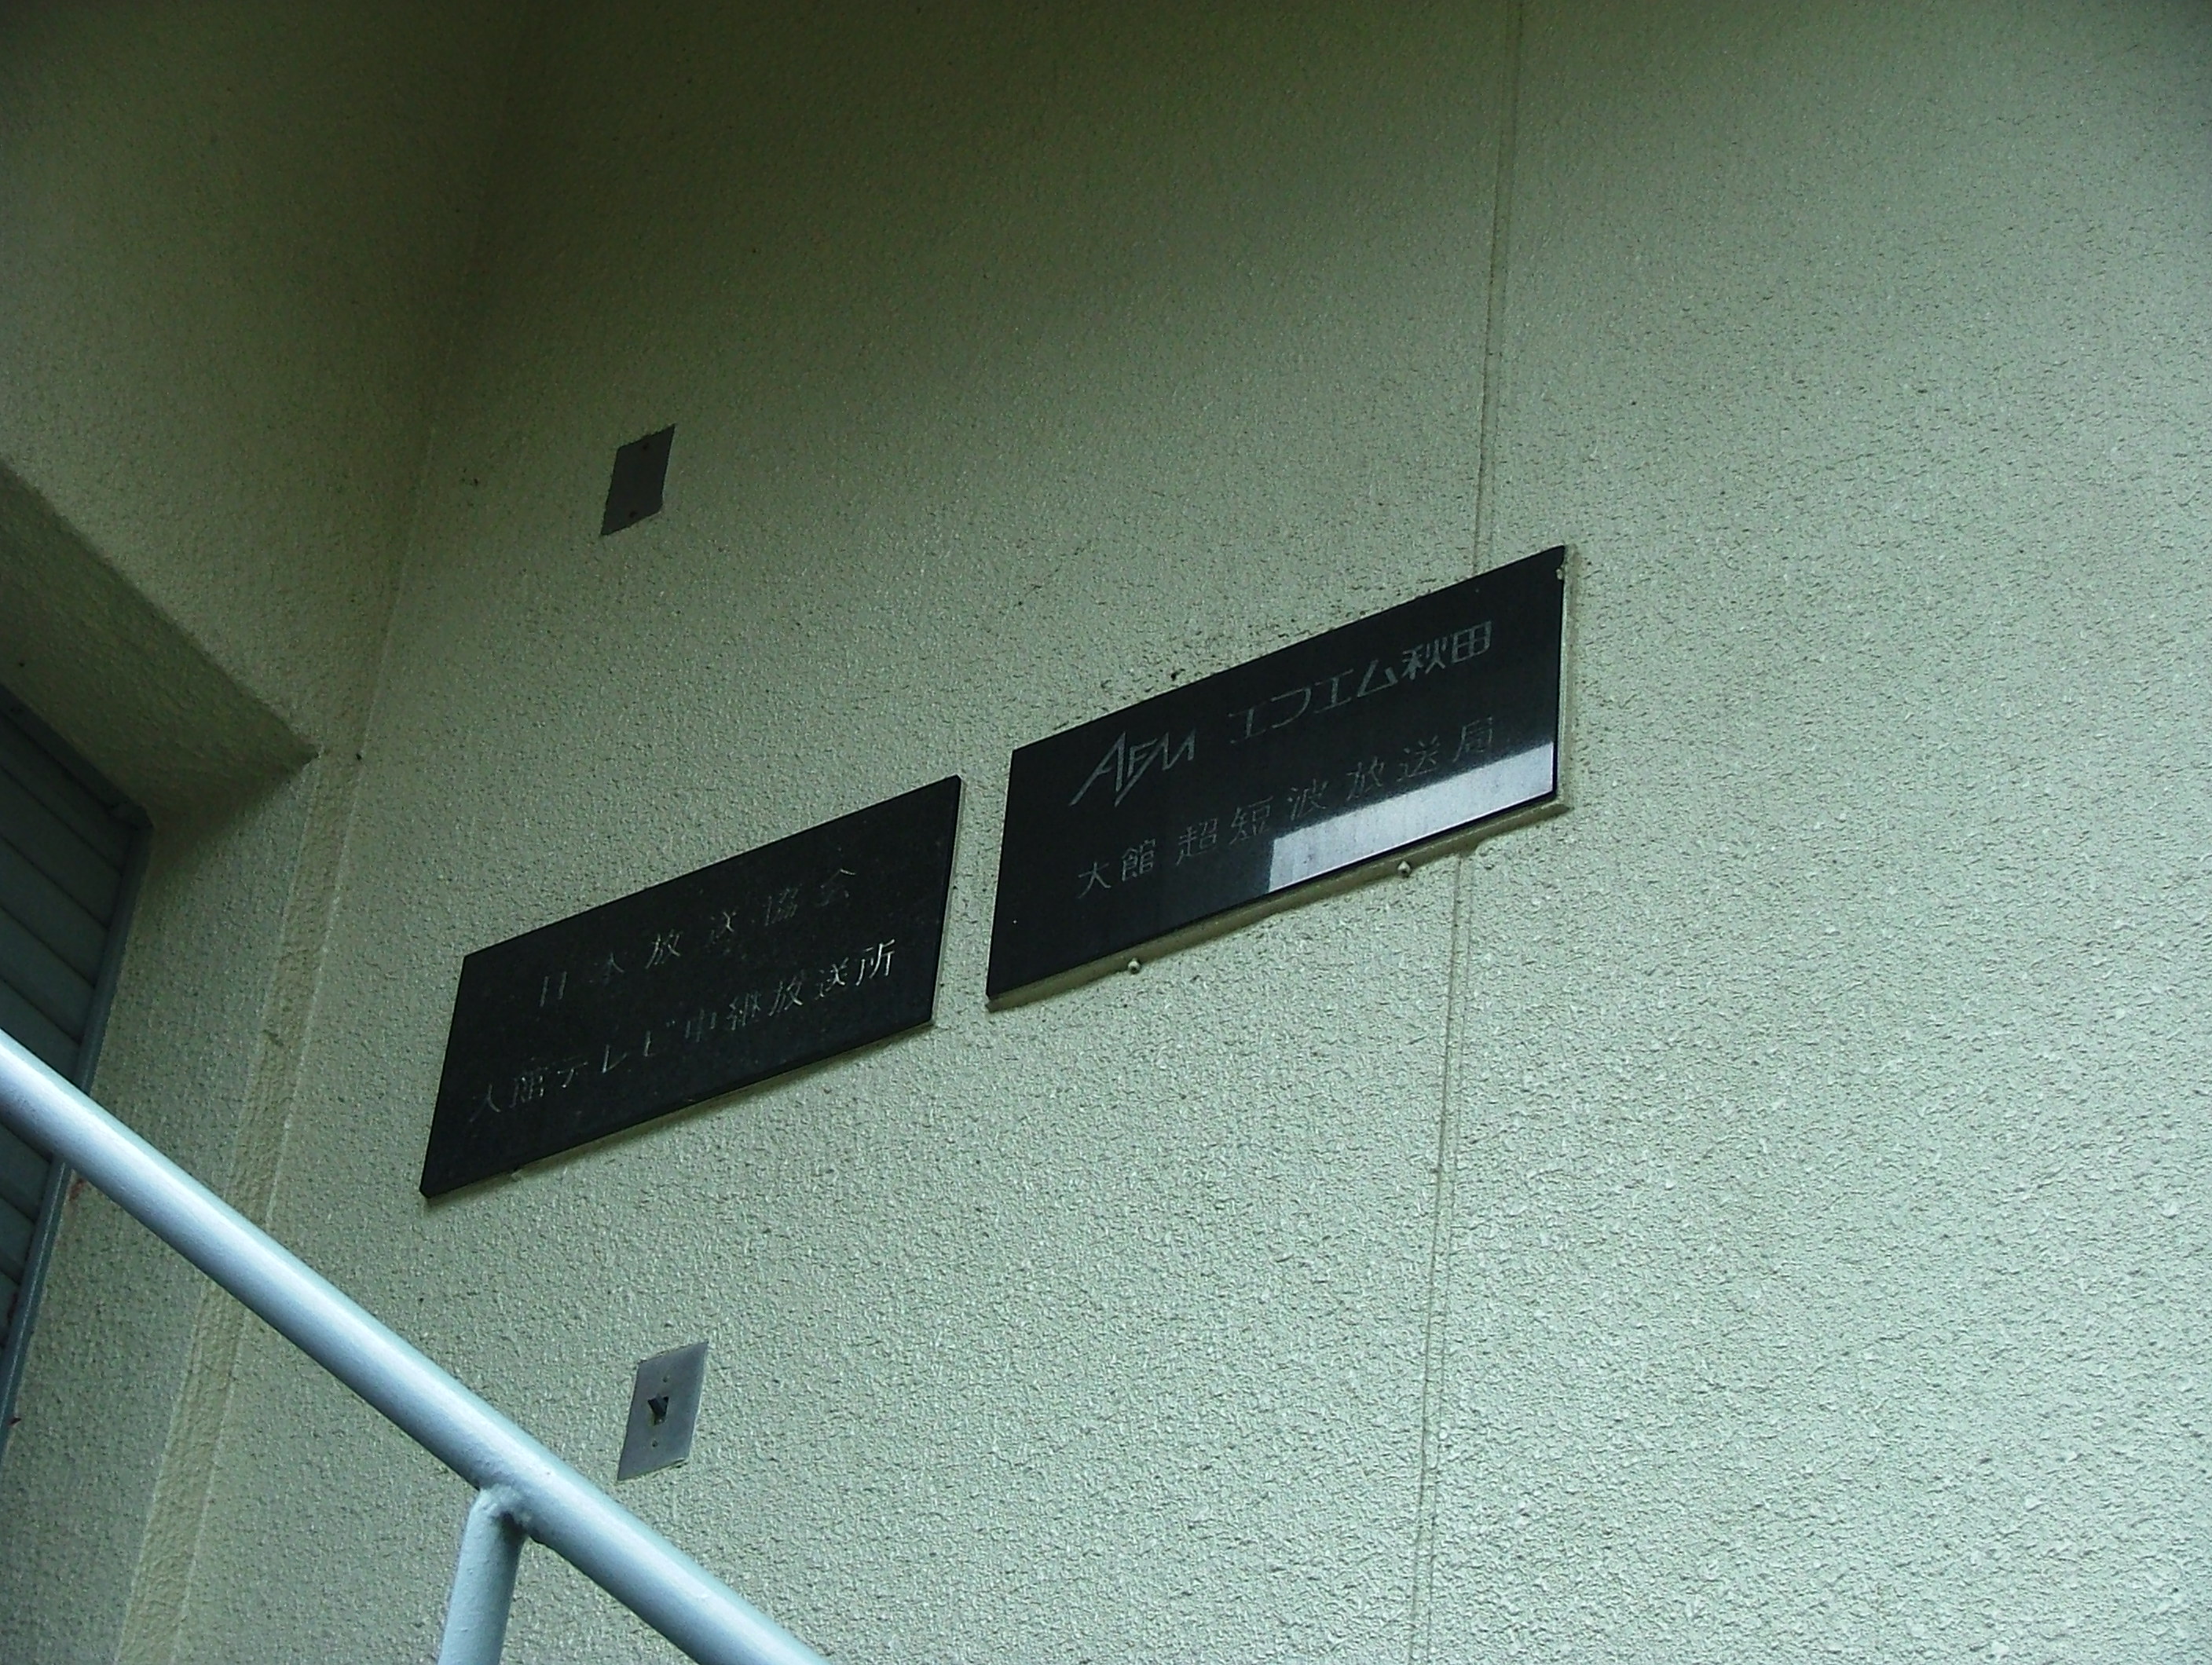 日本放送協会
大館テレビ中継放送所
AFM エフエム秋田
大館超短波放送局